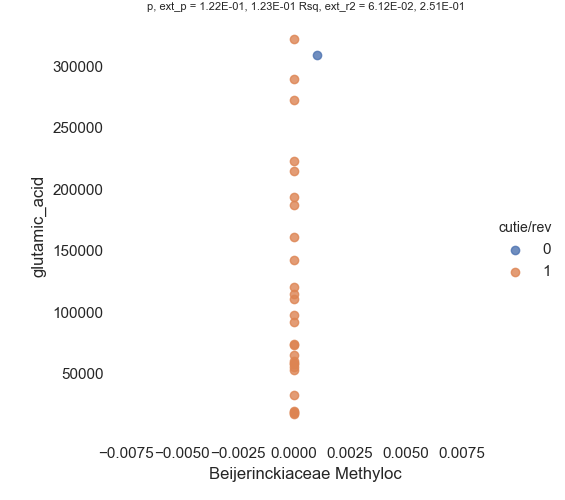 p, ext_p = 1.22E-01, 1.23E-01 Rsq, ext_r2 = 6.12E-02, 2.51E-01
300000
250000
200000
150000
100000
50000
glutamic_acid
cutie/rev
0
1
−0.0075 −0.0050 −0.0025 0.0000 0.0025 0.0050 0.0075
Beijerinckiaceae Methyloc